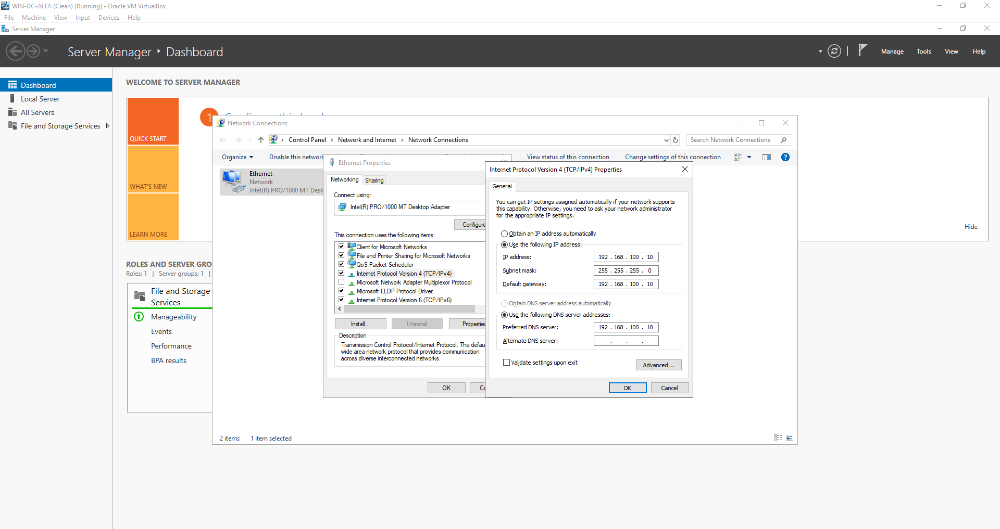 WIN-DC-ALFA (Clean) [Running] - Oracle VM VirtualBox
File Machine View Input Devices Help
Server Manager
Server Manager ‣ Dashboard
Manage Tools View Help
Dashboard
Local Server
All Servers
File and Storage Services
WELCOME TO SERVER MANAGER
QUICK START
WHAT'S NEW
LEARN MORE
1
Hide
ROLES AND SERVER GRO
Roles: 1 | Server groups: 1 |
File and Storage
Services
Manageability
Events
Performance
BPA results
Network Connections
Control Panel › Network and Internet › Network Connections
Search Network Connections
Organize Disable this network
View status of this connection Change settings of this connection
Ethernet
Network
Intel(R) PRO/1000 MT Desk
2 items 1 item selected
Ethernet Properties
Networking Sharing
Connect using:
Intel(R) PRO/1000 MT Desktop Adapter
Configure
This connection uses the following items:
Client for Microsoft Networks
File and Printer Sharing for Microsoft Networks
QoS Packet Scheduler
Internet Protocol Version 4 (TCP/IPv4)
Microsoft Network Adapter Multiplexor Protocol
Microsoft LLDP Protocol Driver
Internet Protocol Version 6 (TCP/IPv6)
Install... Uninstall Properties
Description
Transmission Control Protocol/Internet Protocol. The defau
wide area network protocol that provides communication
across diverse interconnected networks.
OK Ca
Internet Protocol Version 4 (TCP/IPv4) Properties
General
You can get IP settings assigned automatically if your network supports
this capability. Otherwise, you need to ask your network administrator
for the appropriate IP settings.
Obtain an IP address automatically
Use the following IP address:
IP address: 192 . 168 . 100 . 10
Subnet mask: 255 . 255 . 255 . 0
Default gateway: 192 . 168 . 100 . 10
Obtain DNS server address automatically
Use the following DNS server addresses:
Preferred DNS server: 192 . 168 . 100 . 10
Alternate DNS server: . . .
Validate settings upon exit
Advanced...
OK Cancel